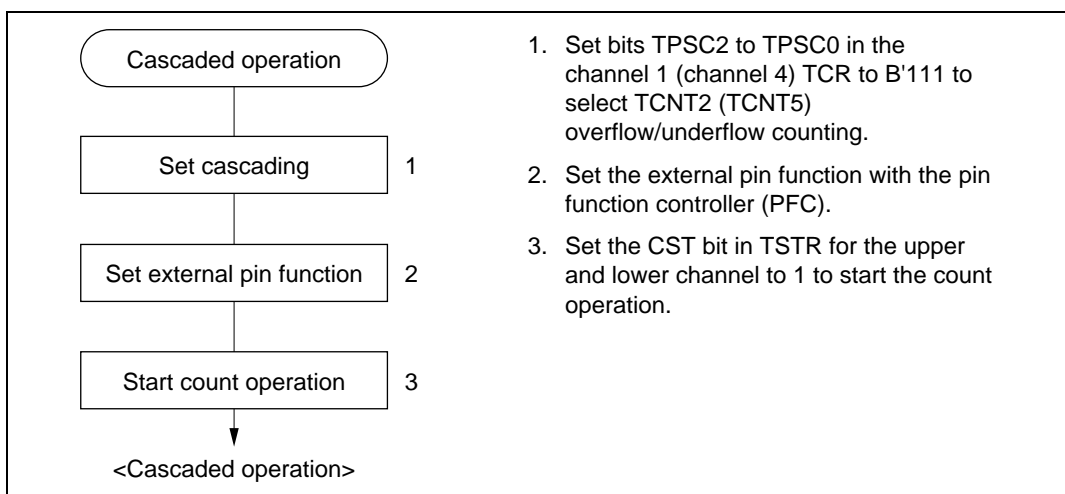 Cascaded operation
Set cascading
1
Set external pin function
2
Start count operation
3
<Cascaded operation>
1. Set bits TPSC2 to TPSC0 in the
channel 1 (channel 4) TCR to B'111 to
select TCNT2 (TCNT5)
overflow/underflow counting.
2. Set the external pin function with the pin
function controller (PFC).
3. Set the CST bit in TSTR for the upper
and lower channel to 1 to start the count
operation.